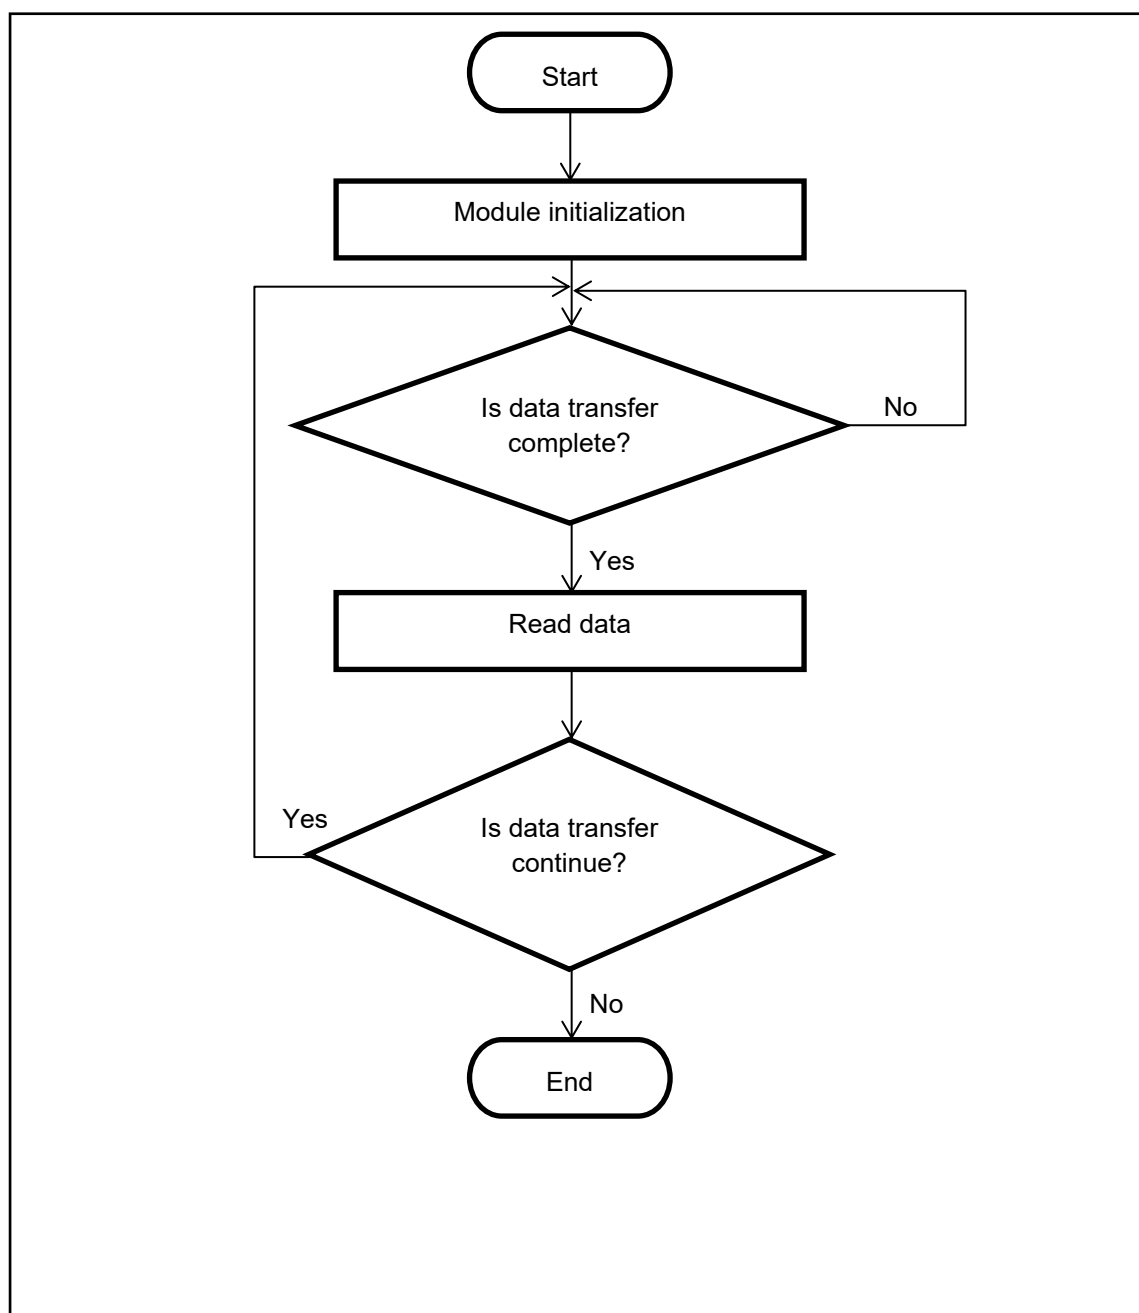 Start
Module initialization
Is data transfer
complete?
No
Yes
Read data
Yes
Is data transfer
continue?
No
End